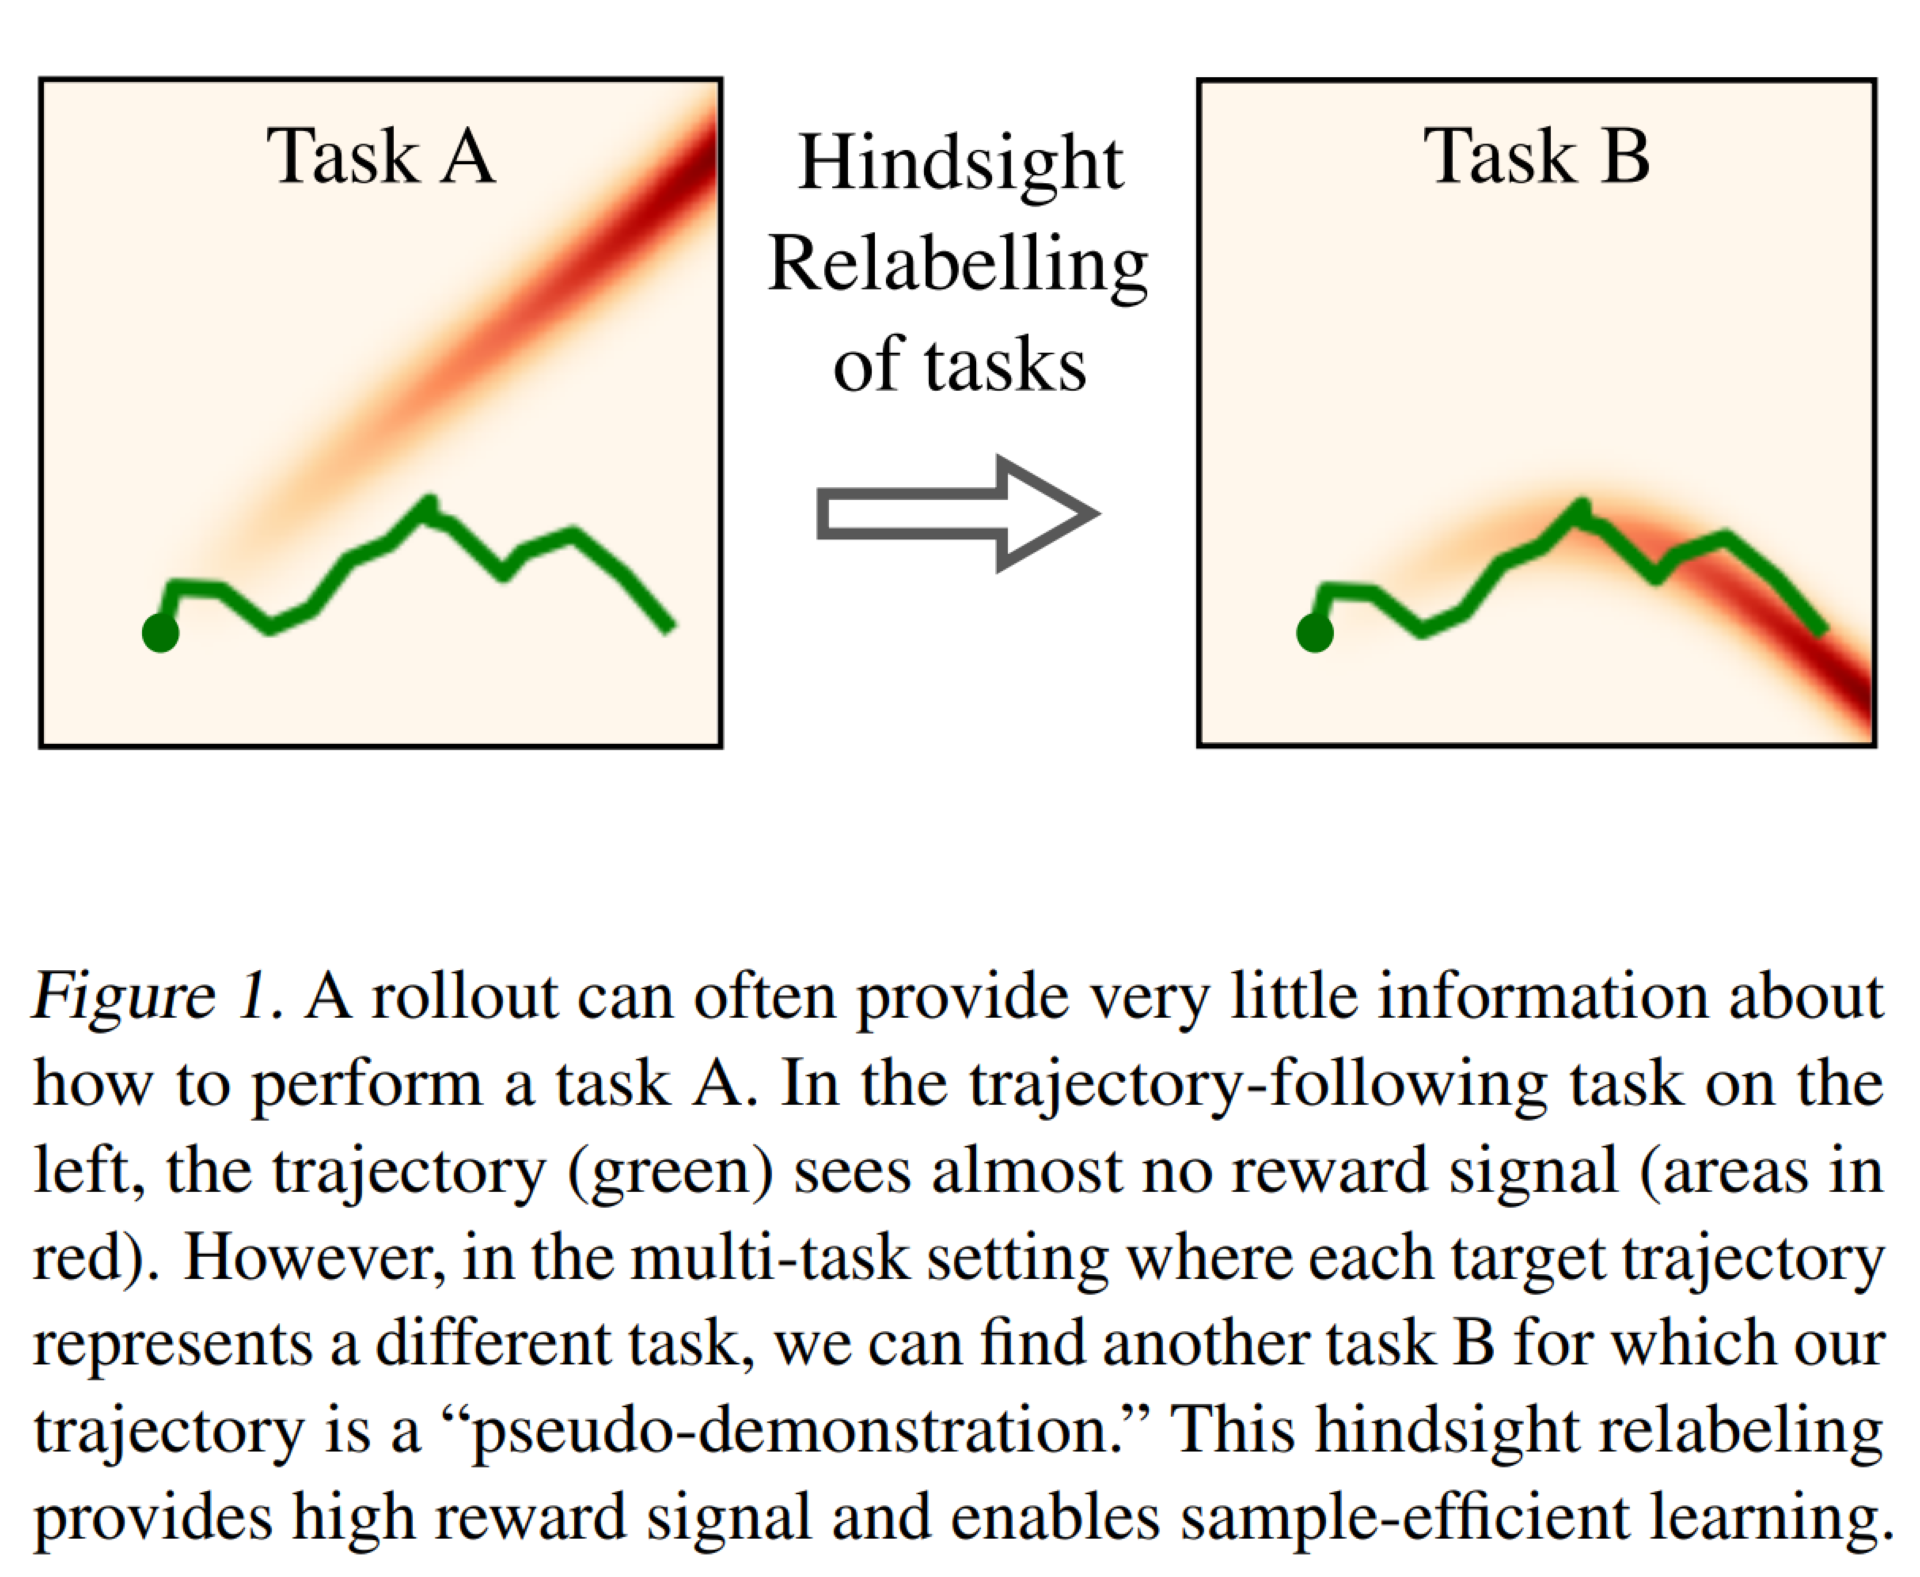 Task A
Hindsight
Relabelling
of tasks
Task B
Figure 1. A rollout can often provide very little information about
how to perform a task A. In the trajectory-following task on the
left, the trajectory (green) sees almost no reward signal (areas in
red). However, in the multi-task setting where each target trajectory
represents a different task, we can find another task B for which our
trajectory is a “pseudo-demonstration.” This hindsight relabeling
provides high reward signal and enables sample-efficient learning.